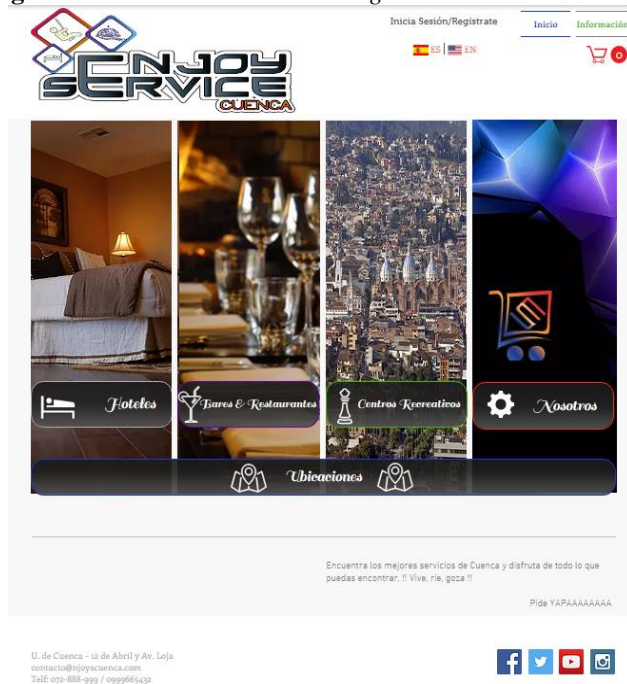 Inicia Sesión/Regístrate
Inicio
Información
ES | EN
0
ENJOY
SERVICE
CUENCA
Hoteles
Bares & Restaurantes
Centros Recreativos
Nosotros
Ubicaciones
Encuentra los mejores servicios de Cuenca y disfruta de todo lo que
puedas encontrar, !! Vive, rie, goza !!
Pide YAPAAAAAAA.
U. de Cuenca - 12 de Abril y Av. Loja
contacto@njoyscuenca.com
Telf: 072-888-999 / 0999665432